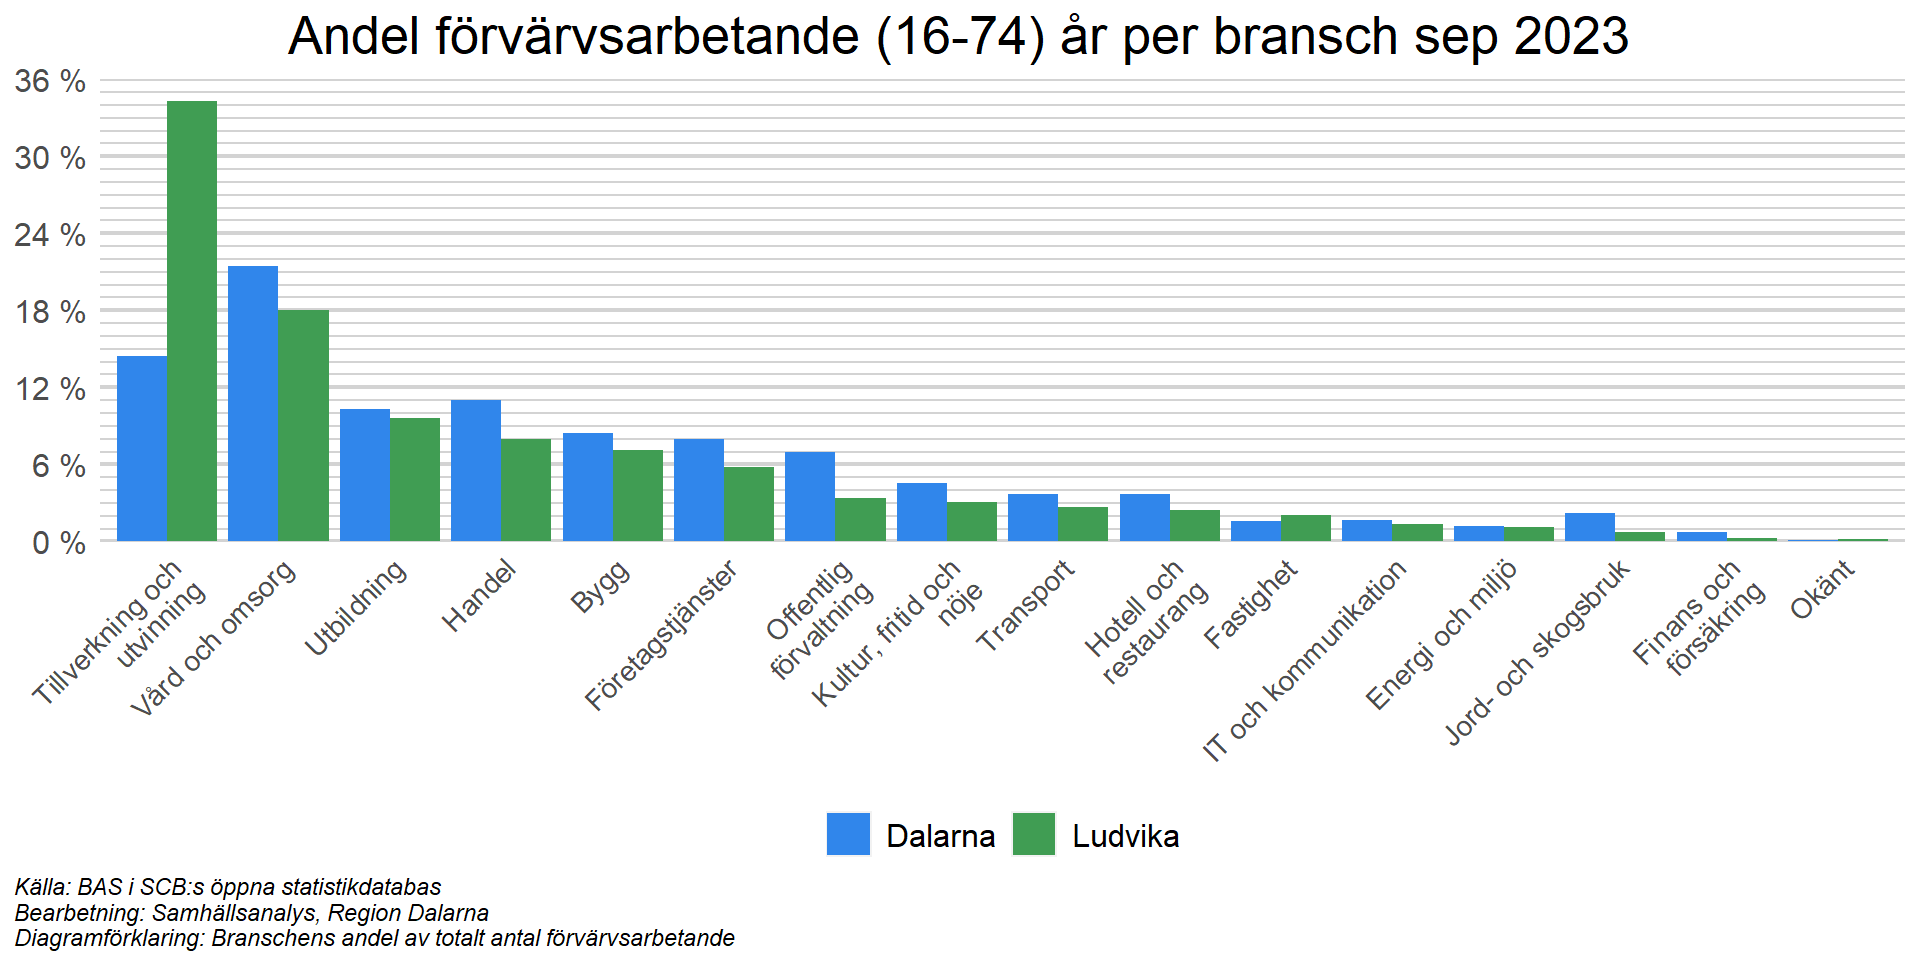 Andel förvärvsarbetande (16-74) år per bransch sep 2023
36 %
30 %
24 %
18 %
12 %
6 %
0 %
Tillverkning och
utvinning
Vård och omsorg
Utbildning
Handel
Bygg
Företagstjänster
Offentlig
förvaltning
Kultur, fritid och
nöje
Transport
Hotell och
restaurang
Fastighet
IT och kommunikation
Energi och miljö
Jord- och skogsbruk
Finans och
försäkring
Okänt
Dalarna
Ludvika
Källa: BAS i SCB:s öppna statistikdatabas
Bearbetning: Samhällsanalys, Region Dalarna
Diagramförklaring: Branschens andel av totalt antal förvärvsarbetande